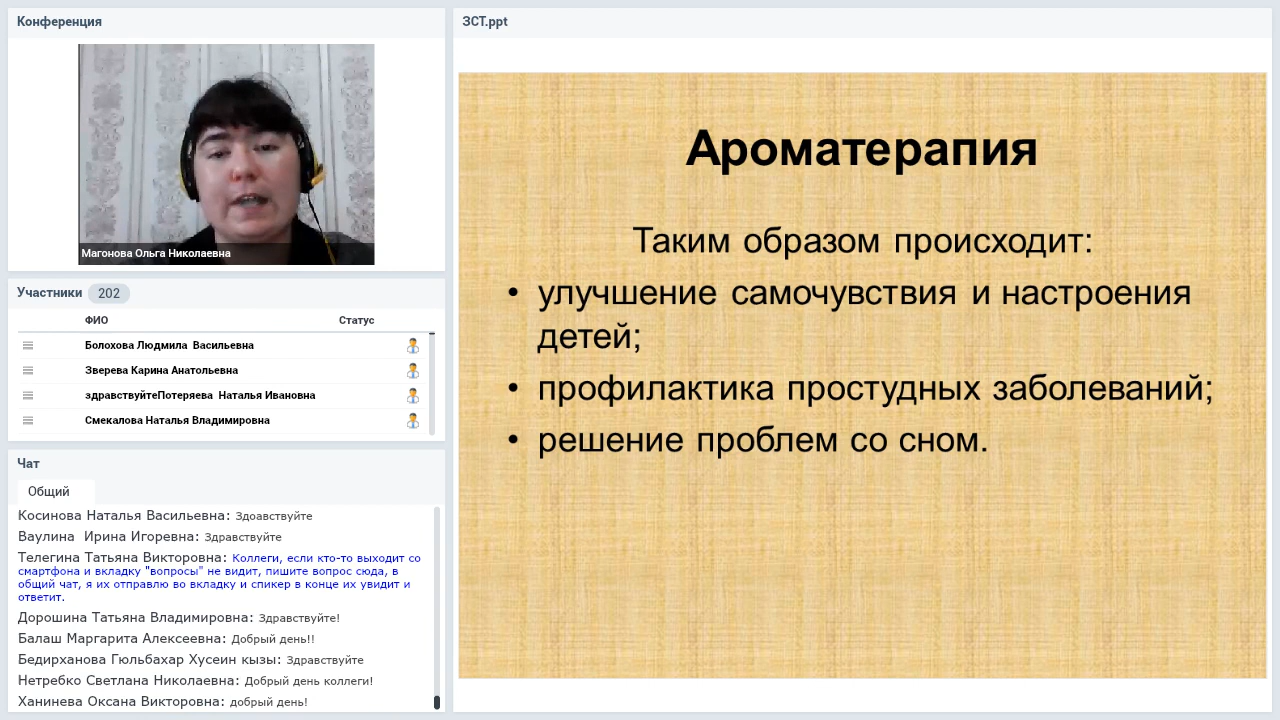 Конференция
Магонова Ольга Николаевна
Участники 202
ФИО Статус
Болохова Людмила Васильевна
Зверева Карина Анатольевна
здравствуйтеПотеряева Наталья Ивановна
Смекалова Наталья Владимировна
Чат
Общий
Косинова Наталья Васильевна: Здоавствуйте
Ваулина Ирина Игоревна: Здравствуйте
Телегина Татьяна Викторовна: Коллеги, если кто-то выходит со
смартфона и вкладку "вопросы" не видит, пишите вопрос сюда, в
общий чат, я их отправлю во вкладку и спикер в конце их увидит и
ответит.
Дорошина Татьяна Владимировна: Здравствуйте!
Балаш Маргарита Алексеевна: Добрый день!!
Бедирханова Гюльбахар Хусеин кызы: Здравствуйте
Нетребко Светлана Николаевна: Добрый день коллеги!
Ханинева Оксана Викторовна: добрый день!
ЗСТ.ppt
Ароматерапия
Таким образом происходит:
• улучшение самочувствия и настроения
детей;
• профилактика простудных заболеваний;
• решение проблем со сном.